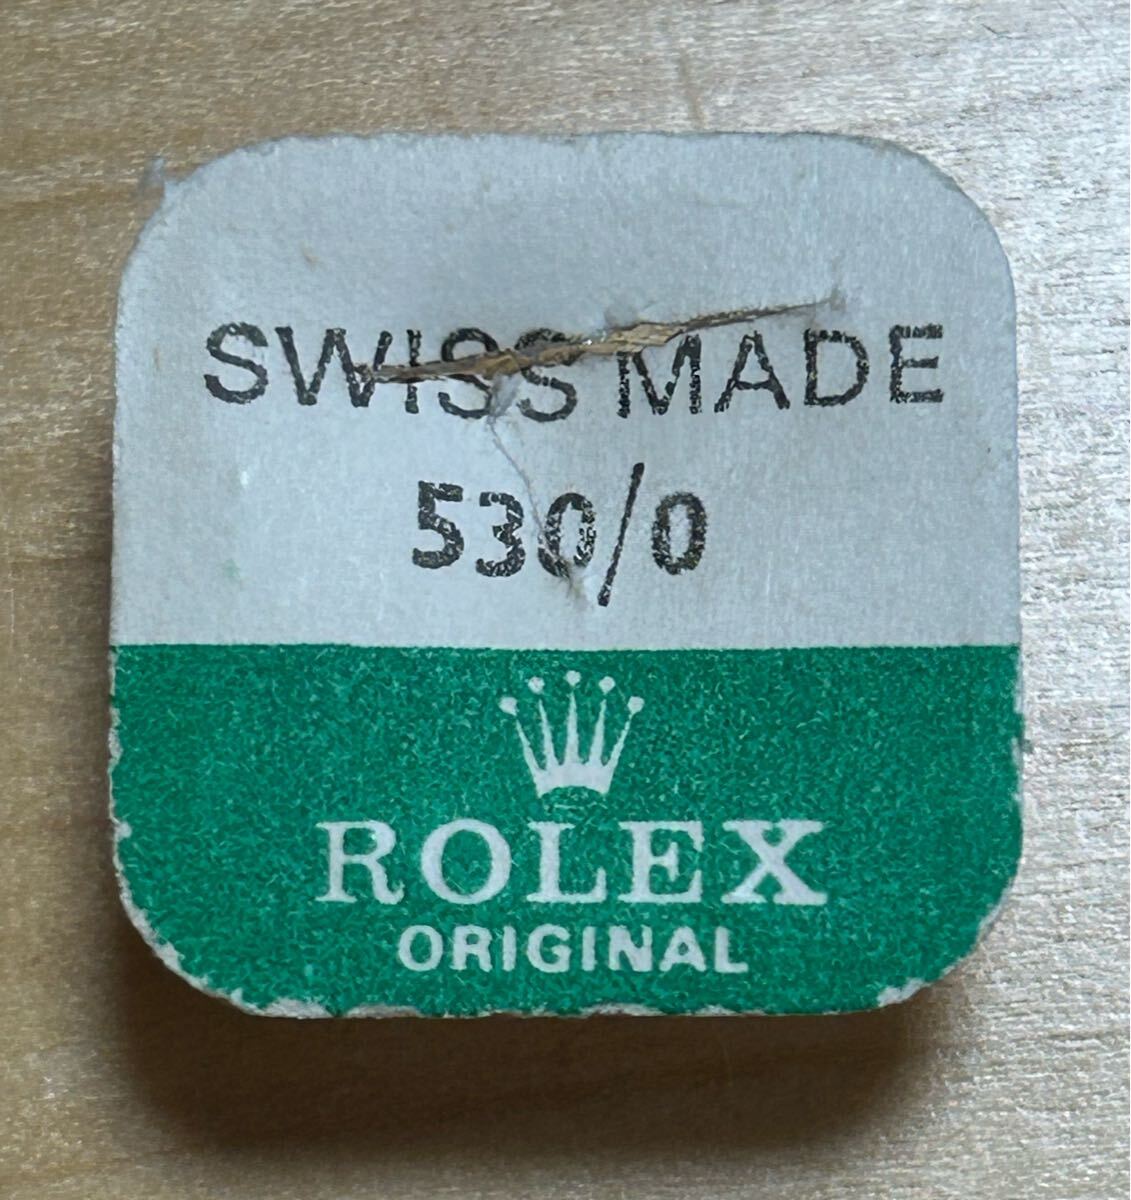 SWISS MADE
530/0
ROLEX
ORIGINAL